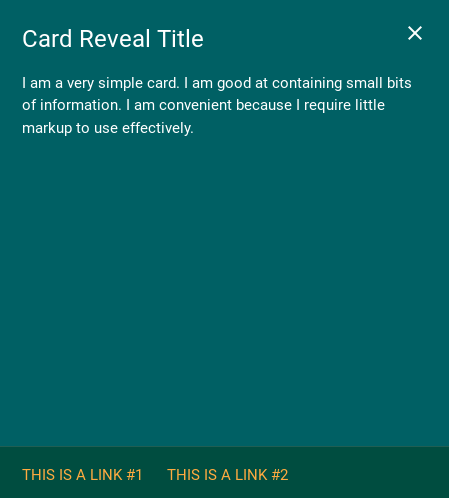 Card Reveal Title
I am a very simple card. I am good at containing small bits
of information. I am convenient because I require little
markup to use effectively.
THIS IS A LINK #1 THIS IS A LINK #2